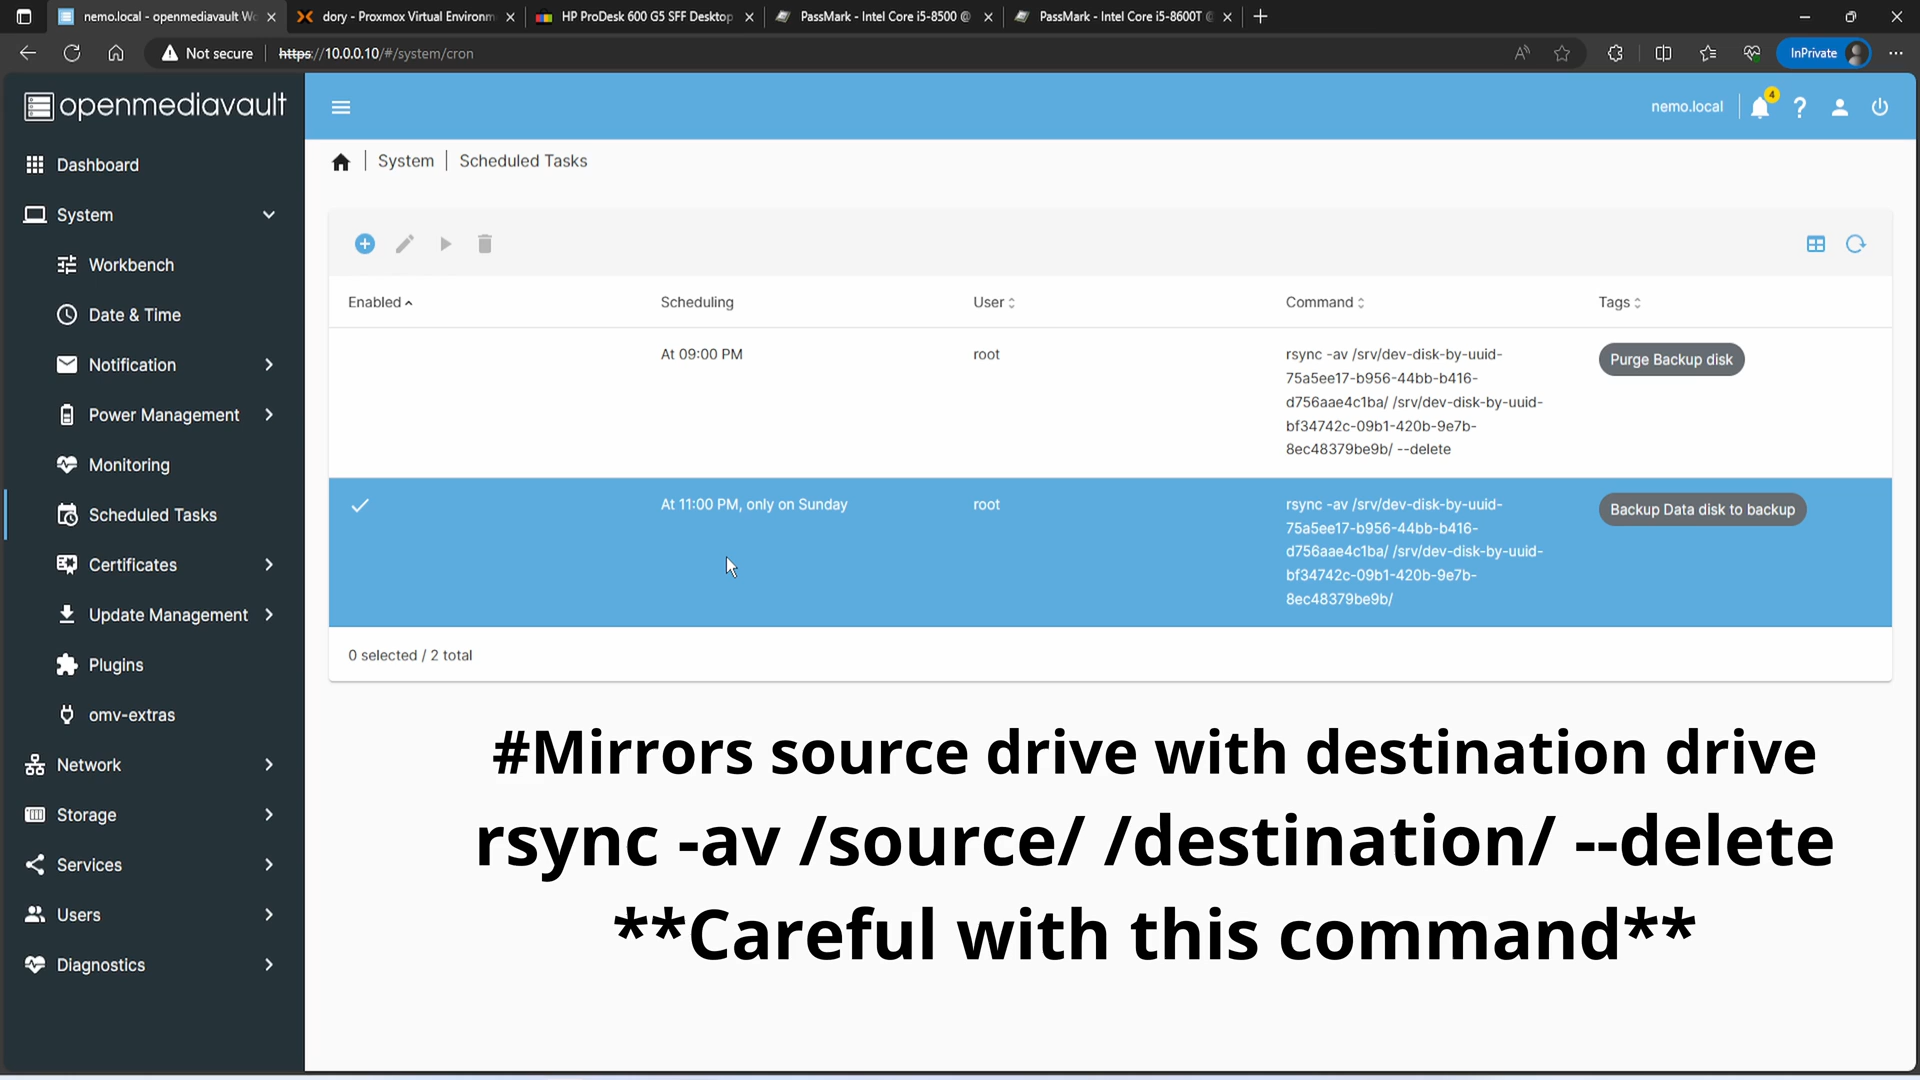 nemo.local - openmediavault Wo
dory - Proxmox Virtual Environm
HP ProDesk 600 G5 SFF Desktop
PassMark - Intel Core i5-8500 @
PassMark - Intel Core i5-8600T @
Not secure
https://10.0.0.10/#/system/cron
InPrivate
openmediavault
nemo.local
4
Dashboard
System
Workbench
Date & Time
Notification
Power Management
Monitoring
Scheduled Tasks
Certificates
Update Management
Plugins
omv-extras
Network
Storage
Services
Users
Diagnostics
System | Scheduled Tasks
Enabled
Scheduling
User
Command
Tags
At 09:00 PM
root
rsync -av /srv/dev-disk-by-uuid-
75a5ee17-b956-44bb-b416-
d756aae4c1ba/ /srv/dev-disk-by-uuid-
bf34742c-09b1-420b-9e7b-
8ec48379be9b/ --delete
Purge Backup disk
At 11:00 PM, only on Sunday
root
rsync -av /srv/dev-disk-by-uuid-
75a5ee17-b956-44bb-b416-
d756aae4c1ba/ /srv/dev-disk-by-uuid-
bf34742c-09b1-420b-9e7b-
8ec48379be9b/
Backup Data disk to backup
0 selected / 2 total
#Mirrors source drive with destination drive
rsync -av /source/ /destination/ --delete
**Careful with this command**